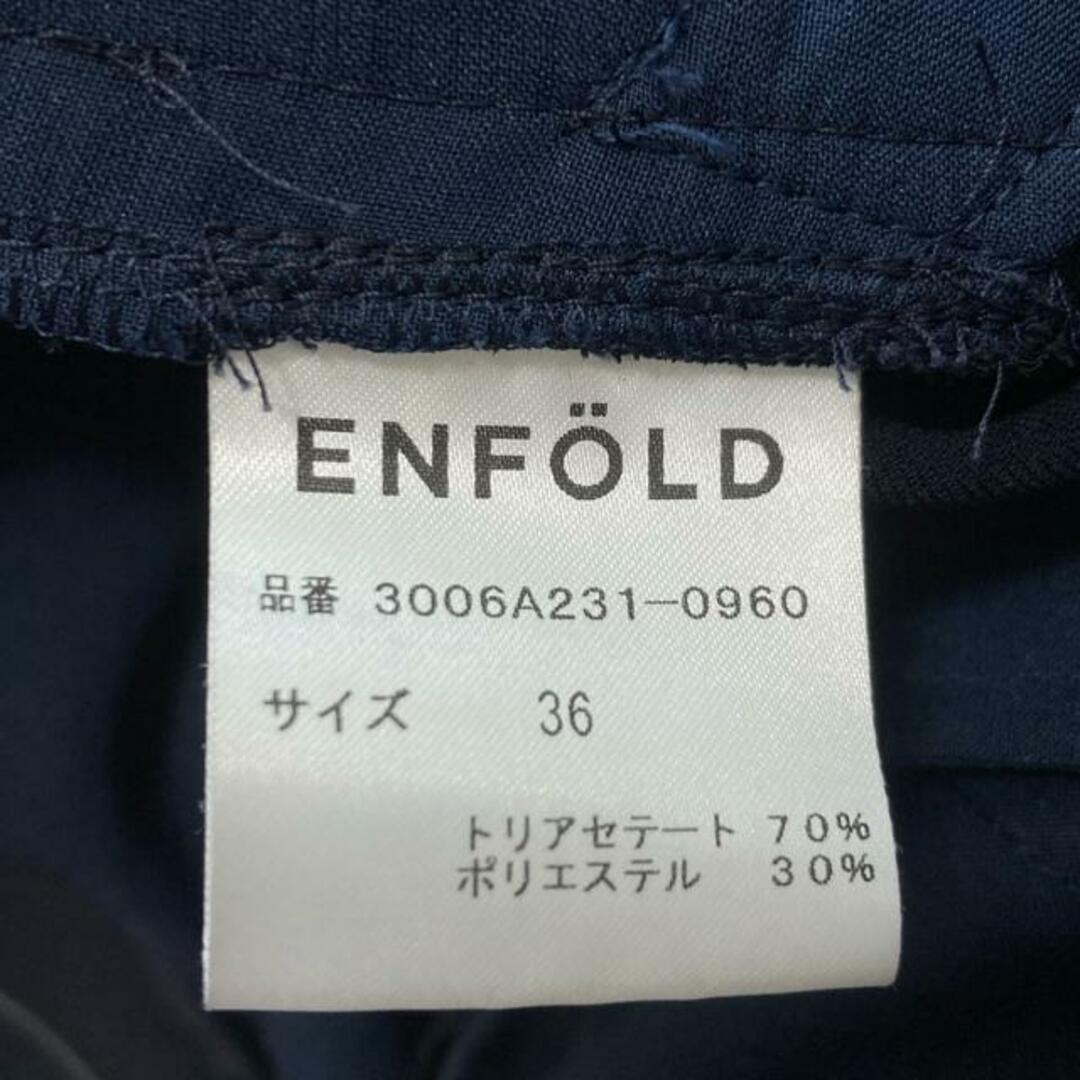 ENFÖLD
品番 3006A231-0960
サイズ 36
トリアセテート 70%
ポリエステル 30%